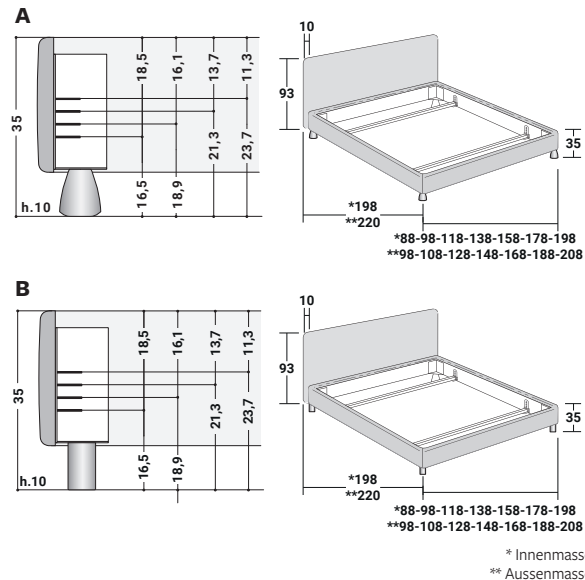 A
10
18,5 16,1 13,7 11,3
93
35
35
21,3 23,7
16,5 18,9
h.10
*198
**220
*88-98-118-138-158-178-198
**98-108-128-148-168-188-208
B
10
18,5 16,1 13,7 11,3
93
35
35
21,3 23,7
16,5 18,9
h.10
*198
**220
*88-98-118-138-158-178-198
**98-108-128-148-168-188-208
* Innenmass
** Aussenmass